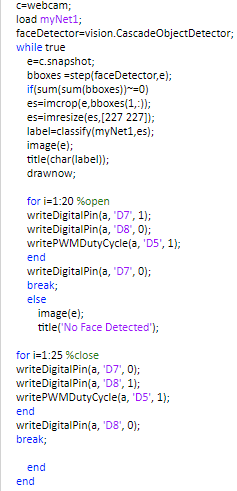 c=webcam;
load myNet1;
faceDetector=vision.CascadeObjectDetector;
while true
e=c.snapshot;
bboxes =step(faceDetector,e);
if(sum(sum(bboxes))~=0)
es=imcrop(e,bboxes(1,:));
es=imresize(es,[227 227]);
label=classify(myNet1,es);
image(e);
title(char(label));
drawnow;
for i=1:20 %open
writeDigitalPin(a, 'D7', 1);
writeDigitalPin(a, 'D8', 0);
writePWMDutyCycle(a, 'D5', 1);
end
writeDigitalPin(a, 'D7', 0);
break;
else
image(e);
title('No Face Detected');
for i=1:25 %close
writeDigitalPin(a, 'D7', 0);
writeDigitalPin(a, 'D8', 1);
writePWMDutyCycle(a, 'D5', 1);
end
writeDigitalPin(a, 'D8', 0);
break;
end
end